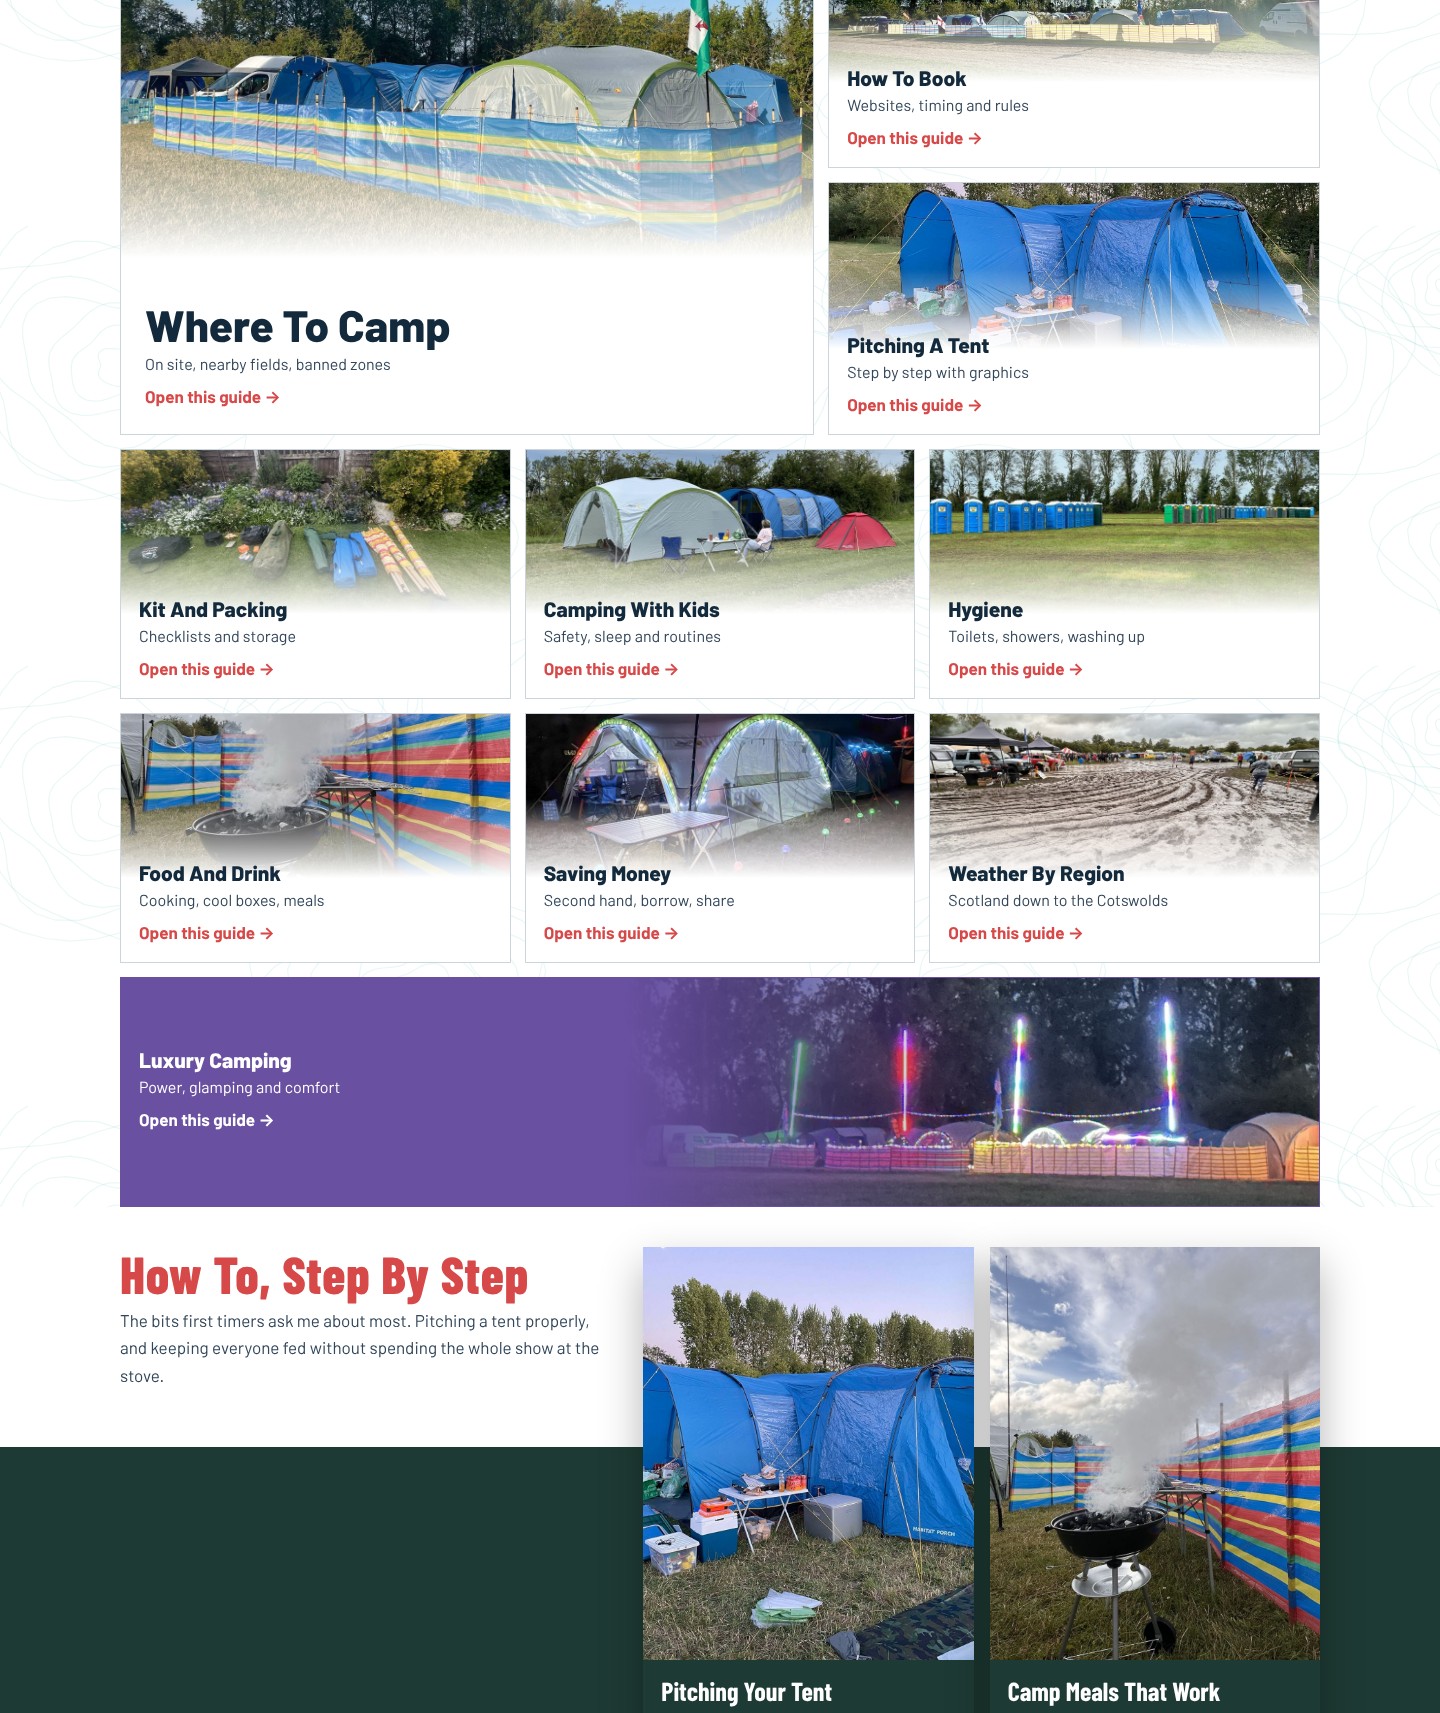 How To Book
Websites, timing and rules
Open this guide →
Where To Camp
On site, nearby fields, banned zones
Open this guide →
Pitching A Tent
Step by step with graphics
Open this guide →
Kit And Packing
Checklists and storage
Open this guide →
Camping With Kids
Safety, sleep and routines
Open this guide →
Hygiene
Toilets, showers, washing up
Open this guide →
Food And Drink
Cooking, cool boxes, meals
Open this guide →
Saving Money
Second hand, borrow, share
Open this guide →
Weather By Region
Scotland down to the Cotswolds
Open this guide →
Luxury Camping
Power, glamping and comfort
Open this guide →
How To, Step By Step
The bits first timers ask me about most. Pitching a tent properly,
and keeping everyone fed without spending the whole show at the
stove.
HABITAT PORCH
Pitching Your Tent
Camp Meals That Work